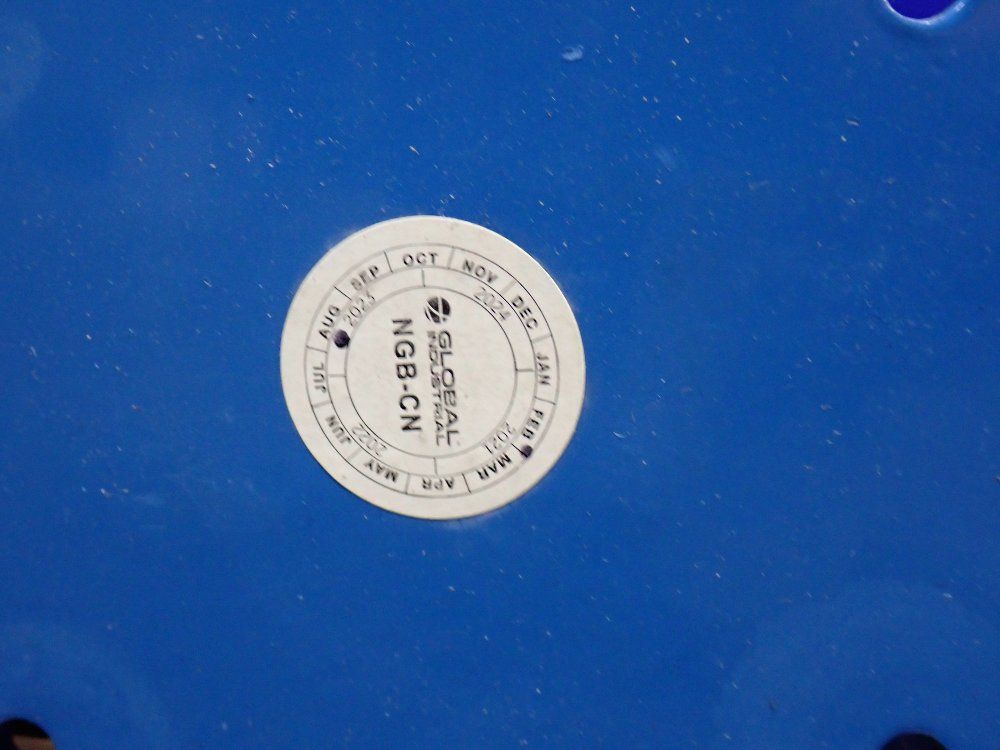 GLOBAL
INDUSTRIAL
NGB-CN
JAN
FEB
MAR
APR
MAY
JUN
JUL
AUG
SEP
OCT
NOV
DEC
2021
2022
2023
2024